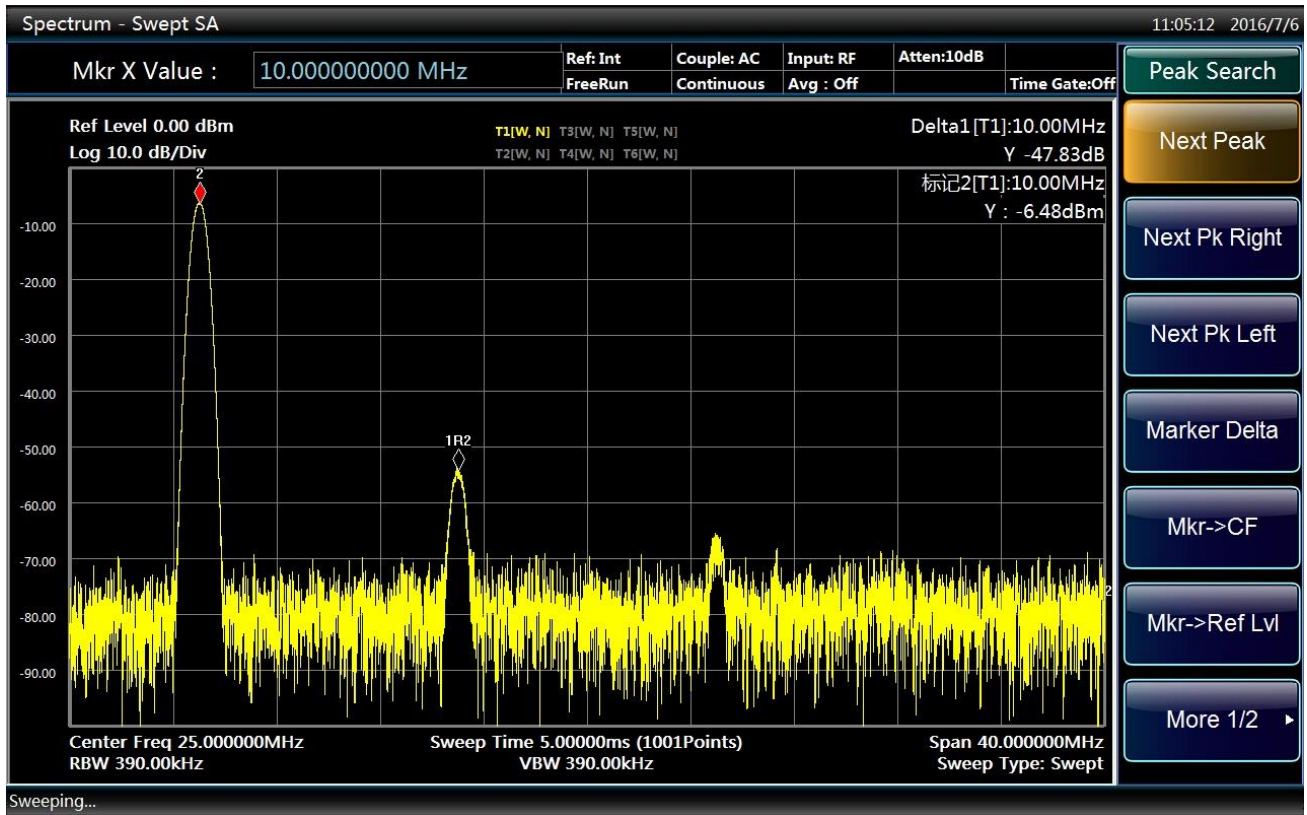 Spectrum - Swept SA
11:05:12 2016/7/6
Mkr X Value : 10.000000000 MHz
Ref: Int Couple: AC Input: RF Atten:10dB
FreeRun Continuous Avg : Off Time Gate:Off
Peak Search
Ref Level 0.00 dBm
Log 10.0 dB/Div
T1[W, N] T3[W, N] T5[W, N]
T2[W, N] T4[W, N] T6[W, N]
Delta1[T1]:10.00MHz
Y -47.83dB
标记2[T1]:10.00MHz
Y : -6.48dBm
2
1R2
2
-10.00
-20.00
-30.00
-40.00
-50.00
-60.00
-70.00
-80.00
-90.00
Center Freq 25.000000MHz Sweep Time 5.00000ms (1001Points) Span 40.000000MHz
RBW 390.00kHz VBW 390.00kHz Sweep Type: Swept
Next Peak
Next Pk Right
Next Pk Left
Marker Delta
Mkr->CF
Mkr->Ref Lvl
More 1/2
Sweeping...